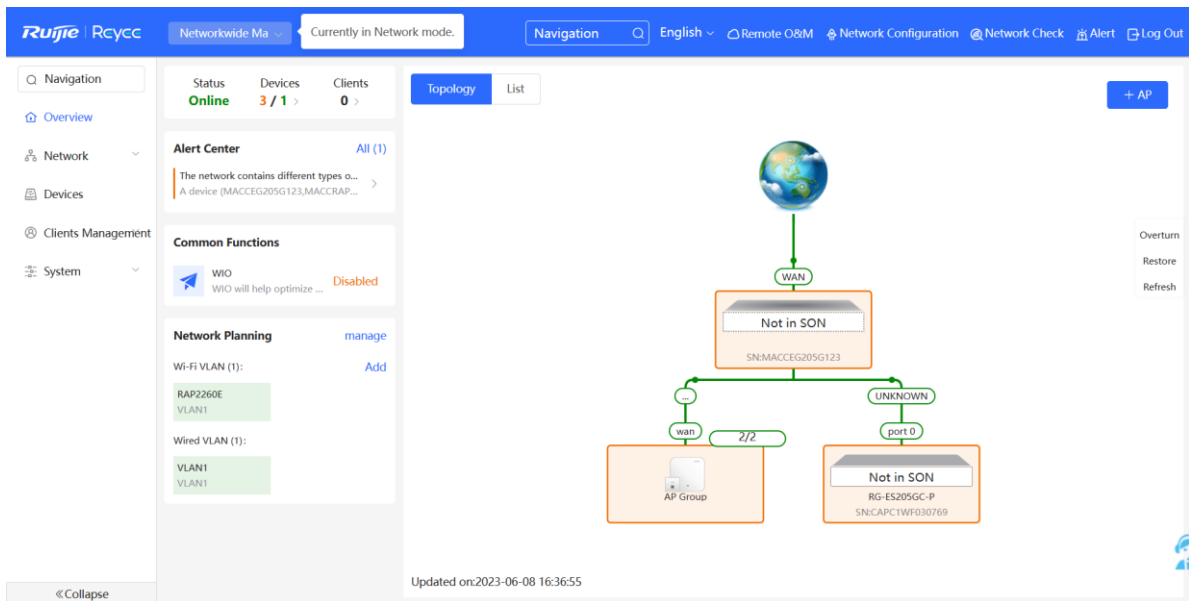 Ruijie | Rcycc
Networkwide Ma
Currently in Network mode.
Navigation
English
Remote O&M
Network Configuration
Network Check
Alert
Log Out
Navigation
Overview
Network
Devices
Clients Management
System
«Collapse
Status
Online
Devices
3 / 1 >
Clients
0 >
Alert Center
All (1)
The network contains different types o...
A device (MACCEG205G123,MACCRAP...
Common Functions
WIO
WIO will help optimize ...
Disabled
Network Planning
manage
Wi-Fi VLAN (1):
Add
RAP2260E
VLAN1
Wired VLAN (1):
VLAN1
VLAN1
Topology
List
+ AP
WAN
Not in SON
SN:MACCEG205G123
...
UNKNOWN
wan
2/2
port 0
AP Group
Not in SON
RG-ES205GC-P
SN:CAPC1WF030769
Overturn
Restore
Refresh
Updated on:2023-06-08 16:36:55